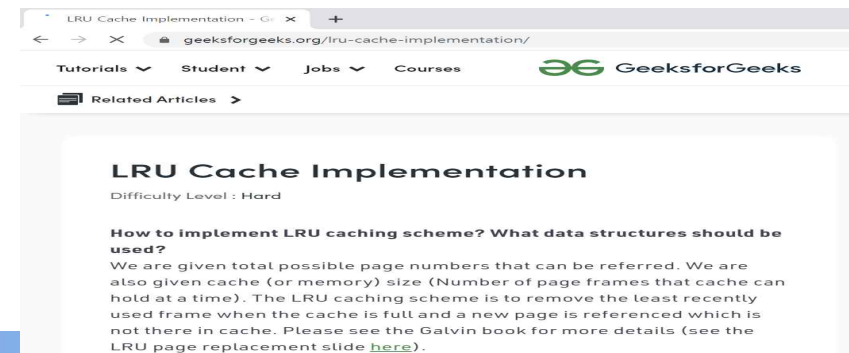 LRU Cache Implementation - Ge
geeksforgeeks.org/lru-cache-implementation/
Tutorials Student Jobs Courses GeeksforGeeks
Related Articles
LRU Cache Implementation
Difficulty Level : Hard
How to implement LRU caching scheme? What data structures should be
used?
We are given total possible page numbers that can be referred. We are
also given cache (or memory) size (Number of page frames that cache can
hold at a time). The LRU caching scheme is to remove the least recently
used frame when the cache is full and a new page is referenced which is
not there in cache. Please see the Galvin book for more details (see the
LRU page replacement slide here).